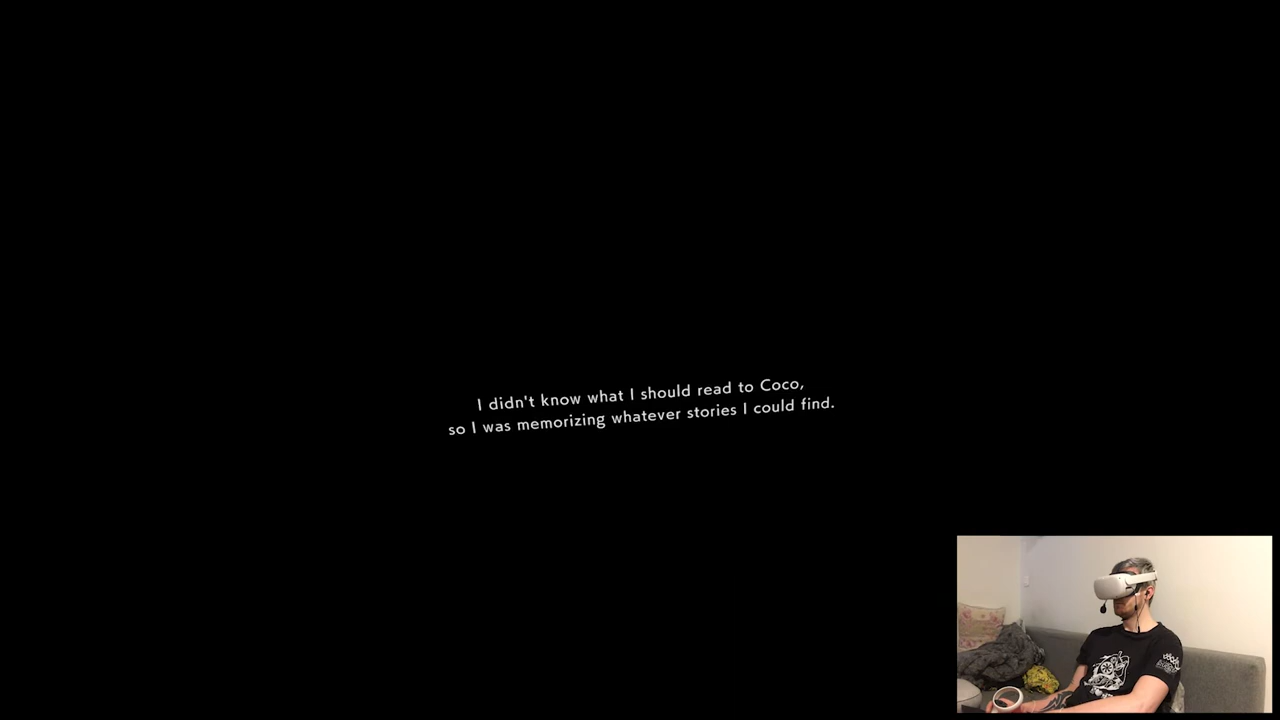 I didn't know what I should read to Coco,
so I was memorizing whatever stories I could find.